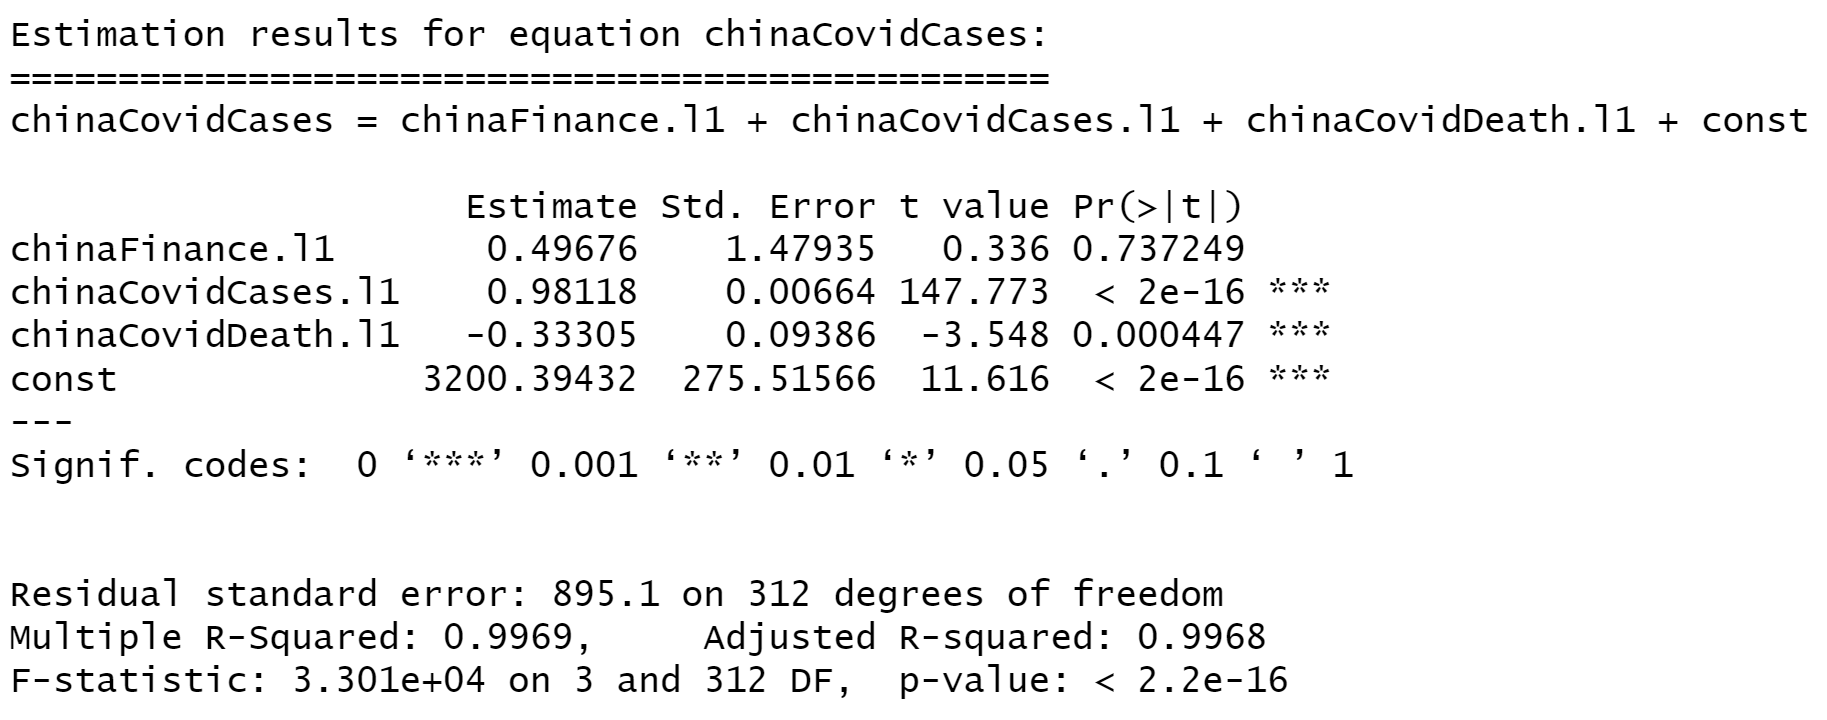 Estimation results for equation chinaCovidCases:
================================================
chinaCovidCases = chinaFinance.l1 + chinaCovidCases.l1 + chinaCovidDeath.l1 + const
Estimate Std. Error t value Pr(>|t|)
chinaFinance.l1 0.49676 1.47935 0.336 0.737249
chinaCovidCases.l1 0.98118 0.00664 147.773 < 2e-16 ***
chinaCovidDeath.l1 -0.33305 0.09386 -3.548 0.000447 ***
const 3200.39432 275.51566 11.616 < 2e-16 ***
---
Signif. codes: 0 ‘***’ 0.001 ‘**’ 0.01 ‘*’ 0.05 ‘.’ 0.1 ‘ ’ 1
Residual standard error: 895.1 on 312 degrees of freedom
Multiple R-Squared: 0.9969, Adjusted R-squared: 0.9968
F-statistic: 3.301e+04 on 3 and 312 DF, p-value: < 2.2e-16